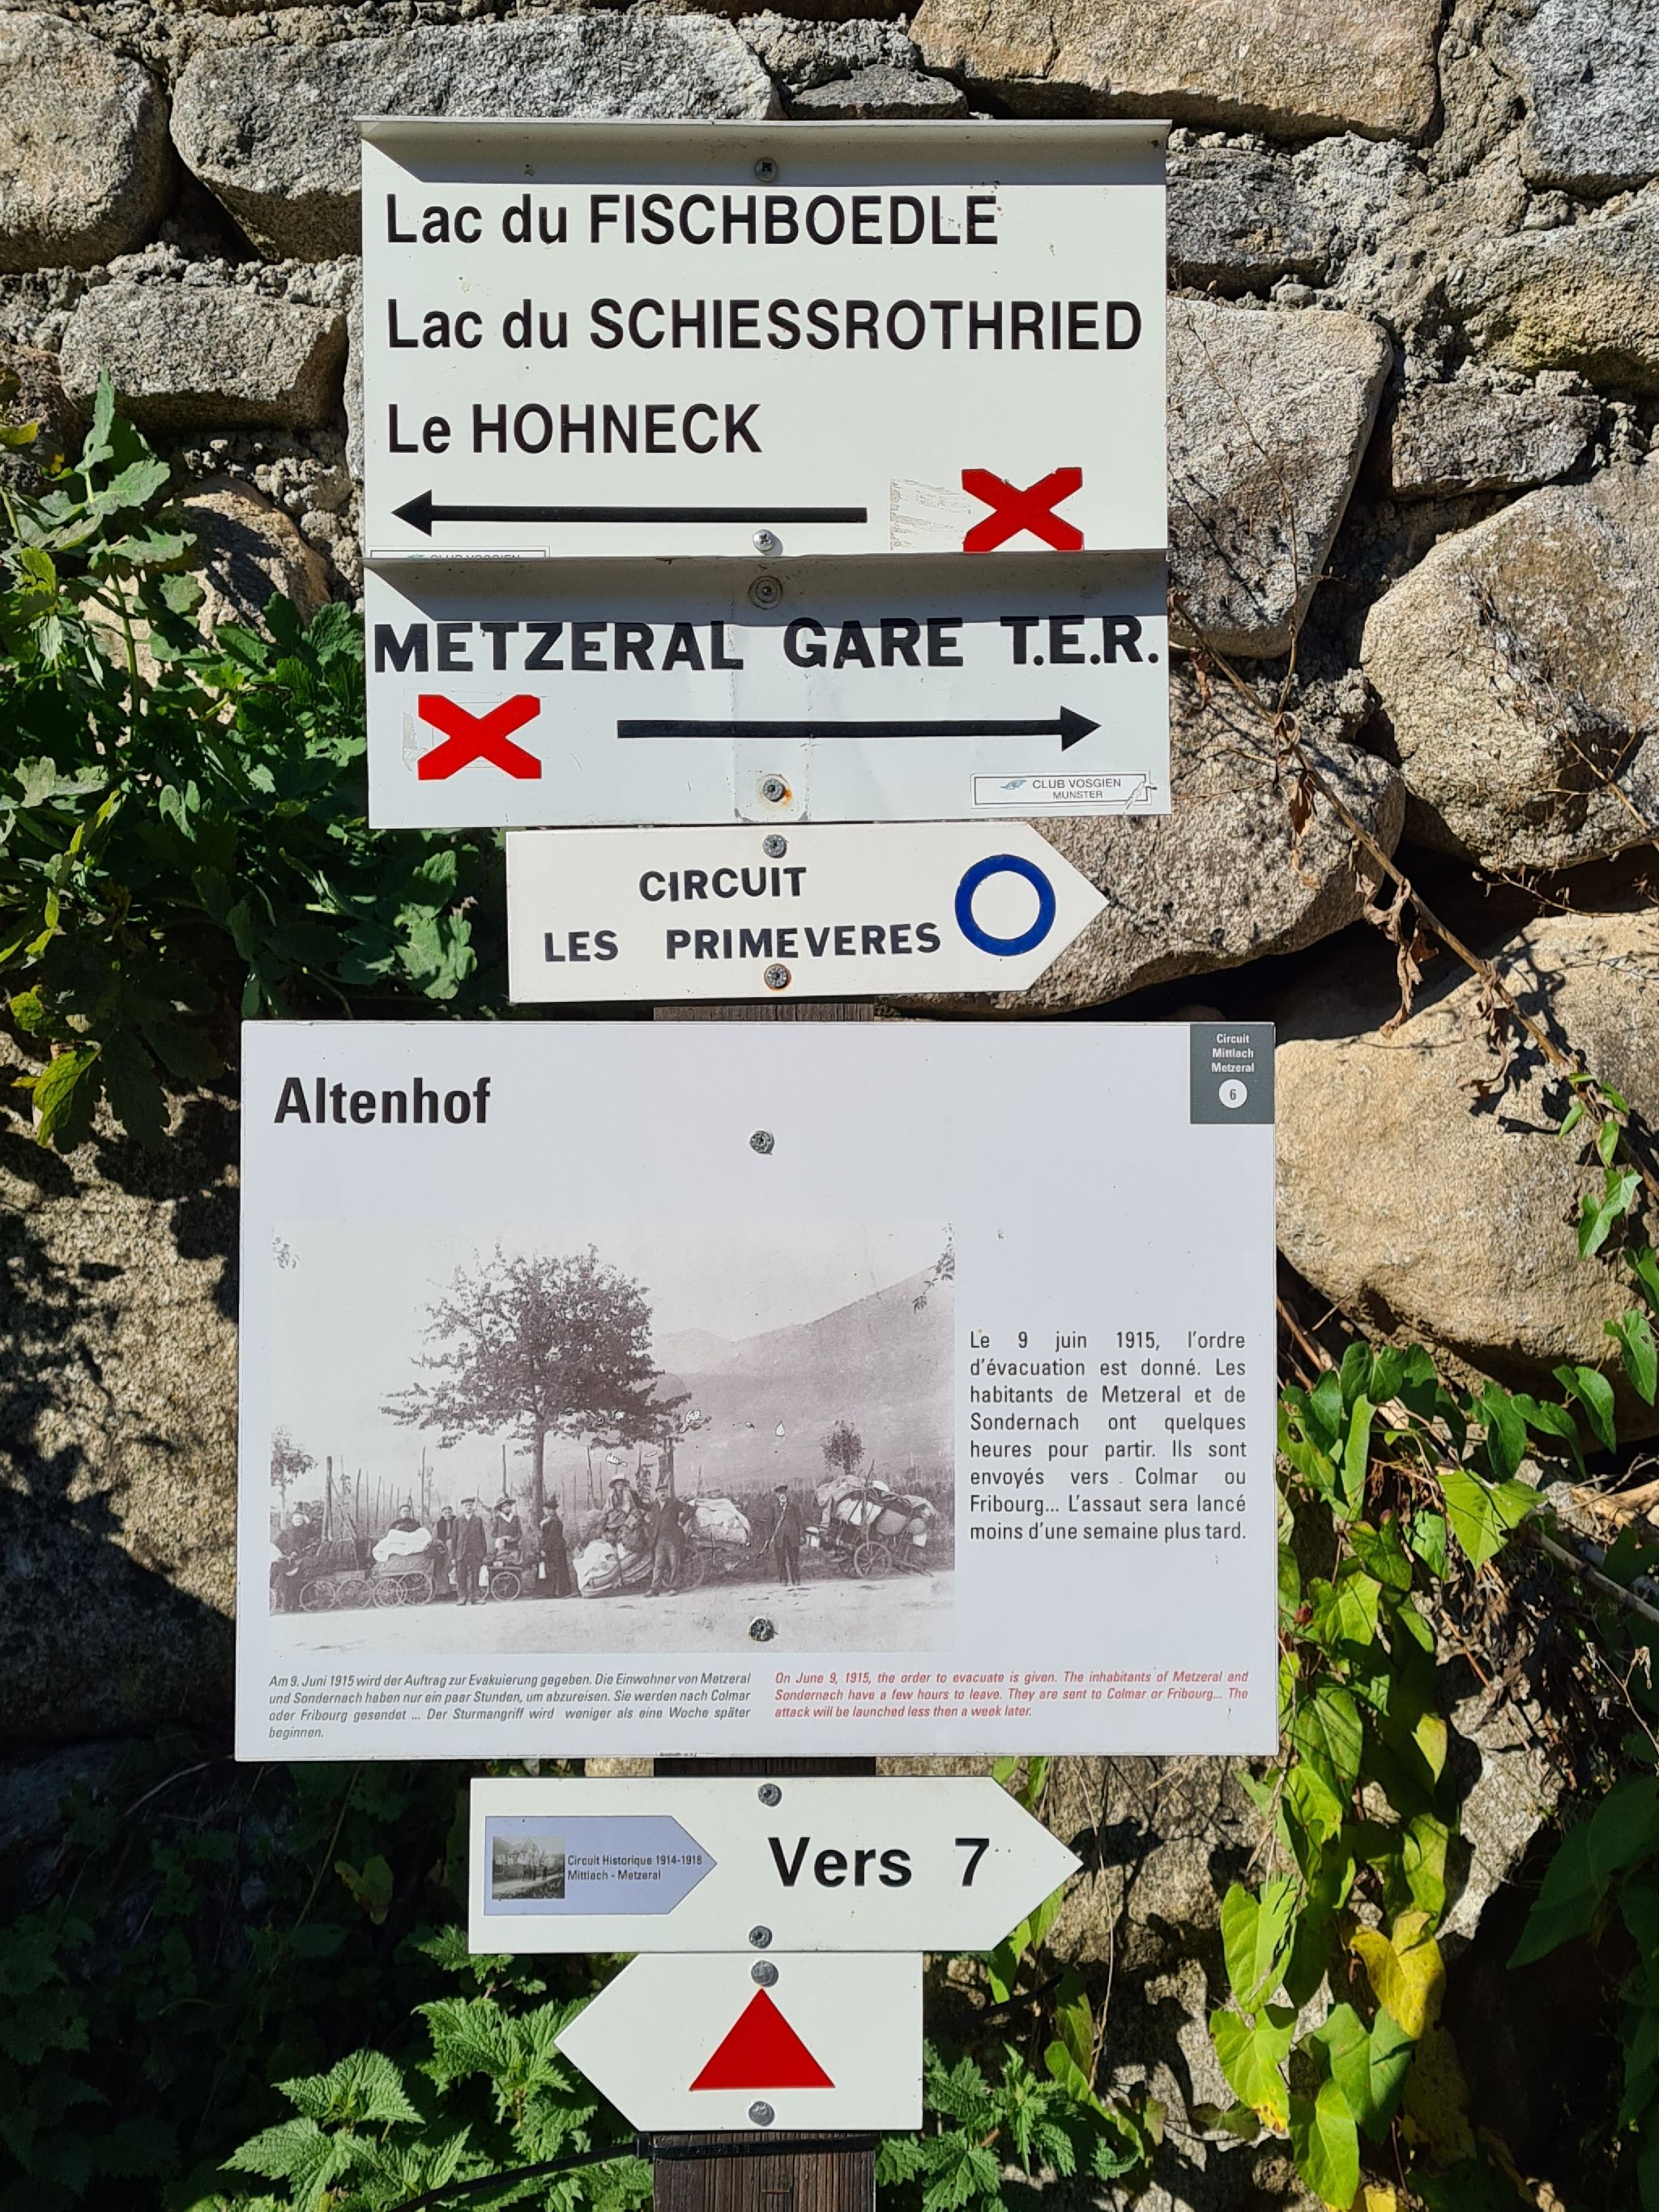 Lac du FISCHBOEDLE
Lac du SCHIESSROTHRIED
Le HOHNECK
CLUB VOSGIEN
METZERAL GARE T.E.R.
CLUB VOSGIEN
MUNSTER
CIRCUIT
LES PRIMEVERES
Altenhof
Circuit
Mittlach
Metzeral
6
Le 9 juin 1915, l'ordre
d'évacuation est donné. Les
habitants de Metzeral et de
Sondernach ont quelques
heures pour partir. Ils sont
envoyés vers Colmar ou
Fribourg... L'assaut sera lancé
moins d'une semaine plus tard.
Am 9. Juni 1915 wird der Auftrag zur Evakuierung gegeben. Die Einwohner von Metzeral
und Sondernach haben nur ein paar Stunden, um abzureisen. Sie werden nach Colmar
oder Fribourg gesendet ... Der Sturmangriff wird weniger als eine Woche später
beginnen.
On June 9, 1915, the order to evacuate is given. The inhabitants of Metzeral and
Sondernach have a few hours to leave. They are sent to Colmar or Fribourg... The
attack will be launched less then a week later.
Circuit Historique 1914-1918
Mittlach - Metzeral
Vers 7